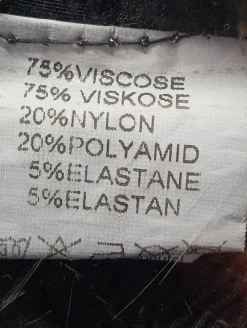 75%VISCOSE
75% VISKOSE
20%NYLON
20%POLYAMID
5%ELASTANE
5%ELASTAN